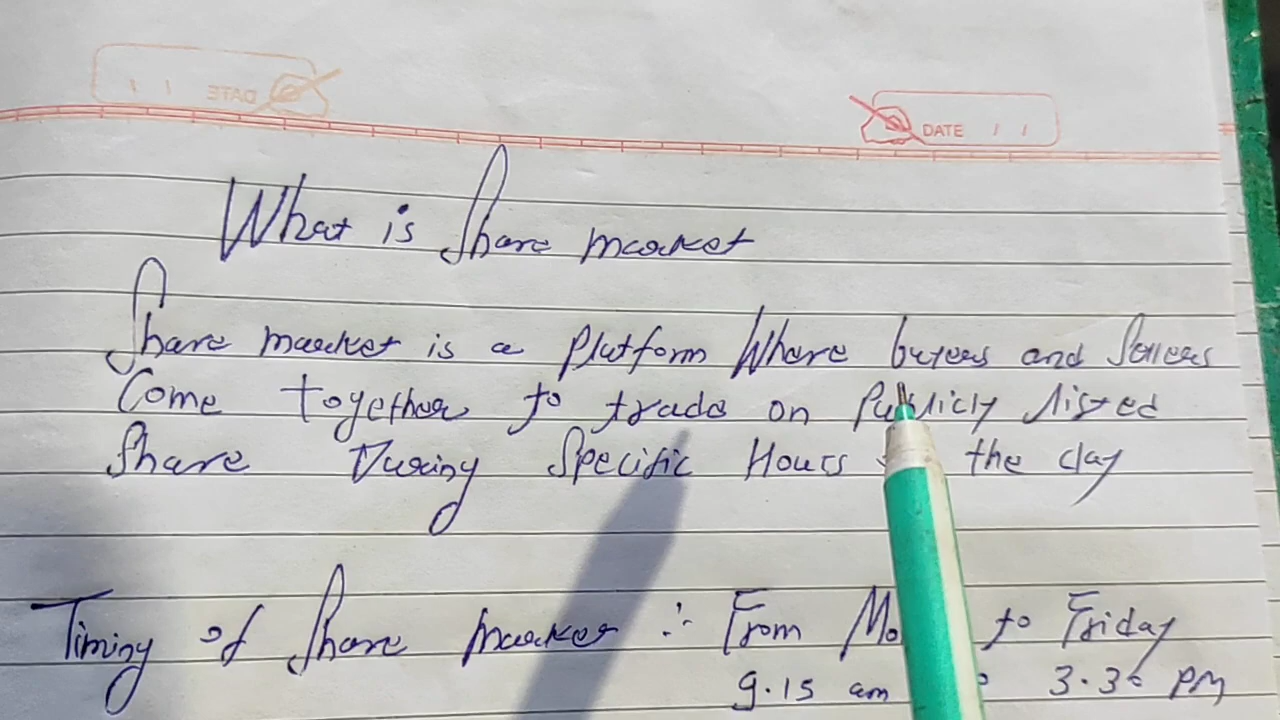 DATE
What is Share market
Share market is a Platform Where buyers and Sellers
Come Together to trade on Publicly listed
Share During Specific Hours the day
Timing of Share Market :- From to Friday
9.15 am 3.30 PM